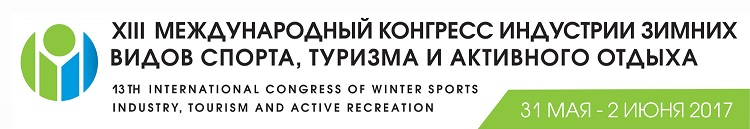 XIII МЕЖДУНАРОДНЫЙ КОНГРЕСС ИНДУСТРИИ ЗИМНИХ
ВИДОВ СПОРТА, ТУРИЗМА И АКТИВНОГО ОТДЫХА
13TH INTERNATIONAL CONGRESS OF WINTER SPORTS
INDUSTRY, TOURISM AND ACTIVE RECREATION
31 МАЯ - 2 ИЮНЯ 2017